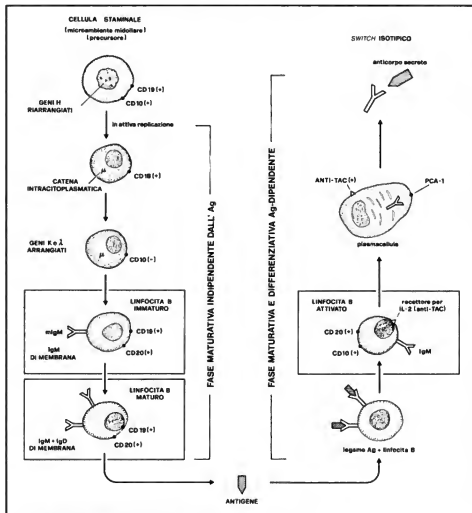 CELLULA STAMINALE
(microambiente midollare)
(precursore)
CD19(+)
CD10(+)
GENI H
RIARRANGIATI
in attiva replicazione
CD18(+)
μ
CATENA
INTRACITOPLASMATICA
GENI K e λ
ARRANGIATI
μ
CD10(-)
LINFOCITA B
IMMATURO
mIgM
CD18(+)
CD20(+)
IgM
DI MEMBRANA
LINFOCITA B
MATURO
CD19(+)
CD20(+)
IgM + IgD
DI MEMBRANA
FASE MATURATIVA INDIPENDENTE DALL' Ag
ANTIGENE
FASE MATURATIVA E DIFFERENZIATIVA Ag-DIPENDENTE
SWITCH ISOTIPICO
anticorpo secreto
ANTI-TAC(+)
PCA-1
plasmacellula
LINFOCITA B
ATTIVATO
recettore per
IL-2 (anti-TAC)
CD20(+)
CD10(+)
IgM
legame Ag + linfocita B